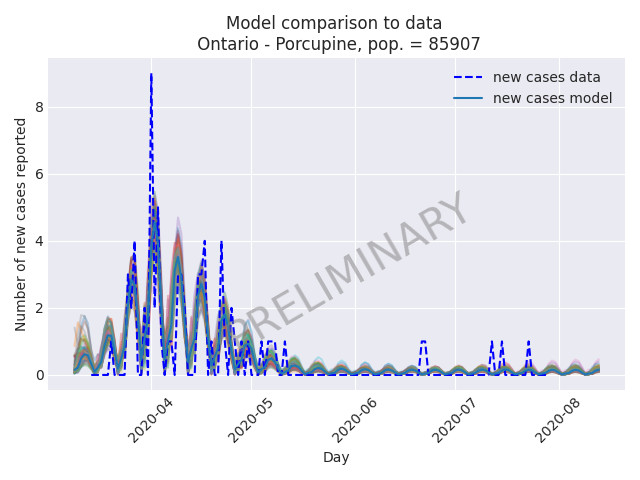 Model comparison to data
Ontario - Porcupine, pop. = 85907
new cases data
new cases model
Number of new cases reported
8
6
4
2
0
PRELIMINARY
2020-04
2020-05
2020-06
2020-07
2020-08
Day